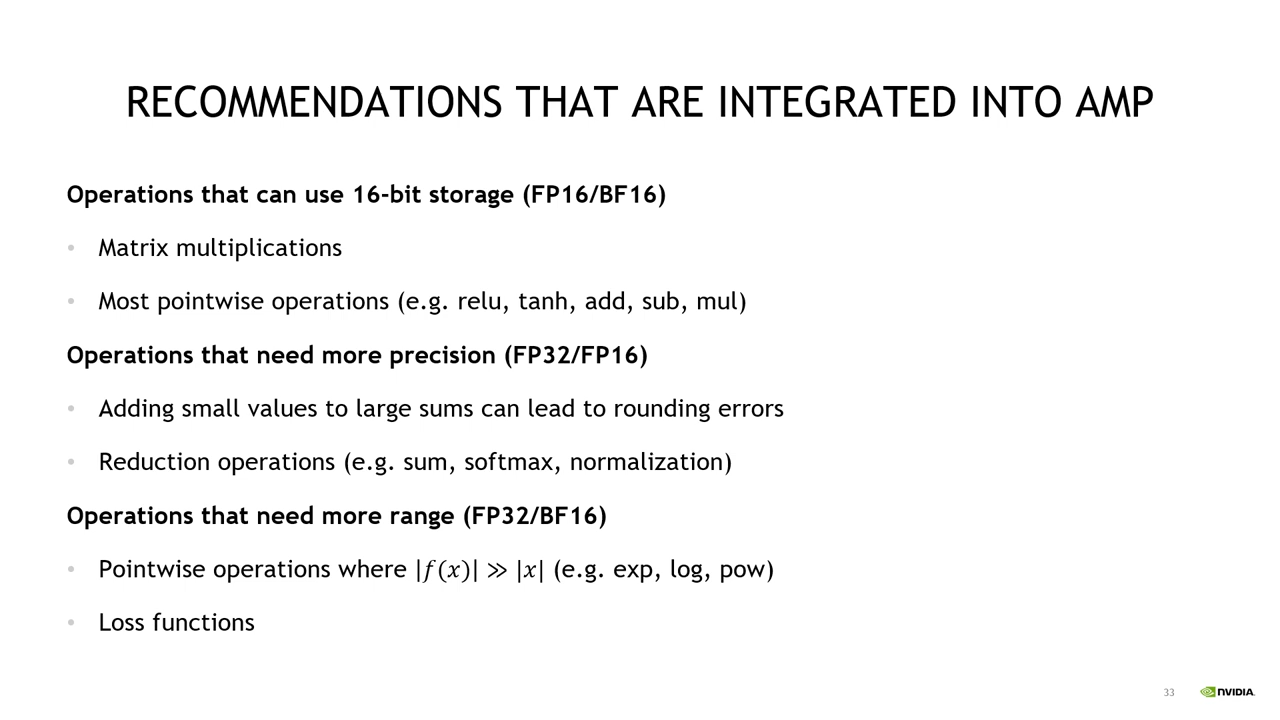 RECOMMENDATIONS THAT ARE INTEGRATED INTO AMP
Operations that can use 16-bit storage (FP16/BF16)
• Matrix multiplications
• Most pointwise operations (e.g. relu, tanh, add, sub, mul)
Operations that need more precision (FP32/FP16)
• Adding small values to large sums can lead to rounding errors
• Reduction operations (e.g. sum, softmax, normalization)
Operations that need more range (FP32/BF16)
• Pointwise operations where |𝑓(𝑥)| ≫ |𝑥| (e.g. exp, log, pow)
• Loss functions
33 NVIDIA.